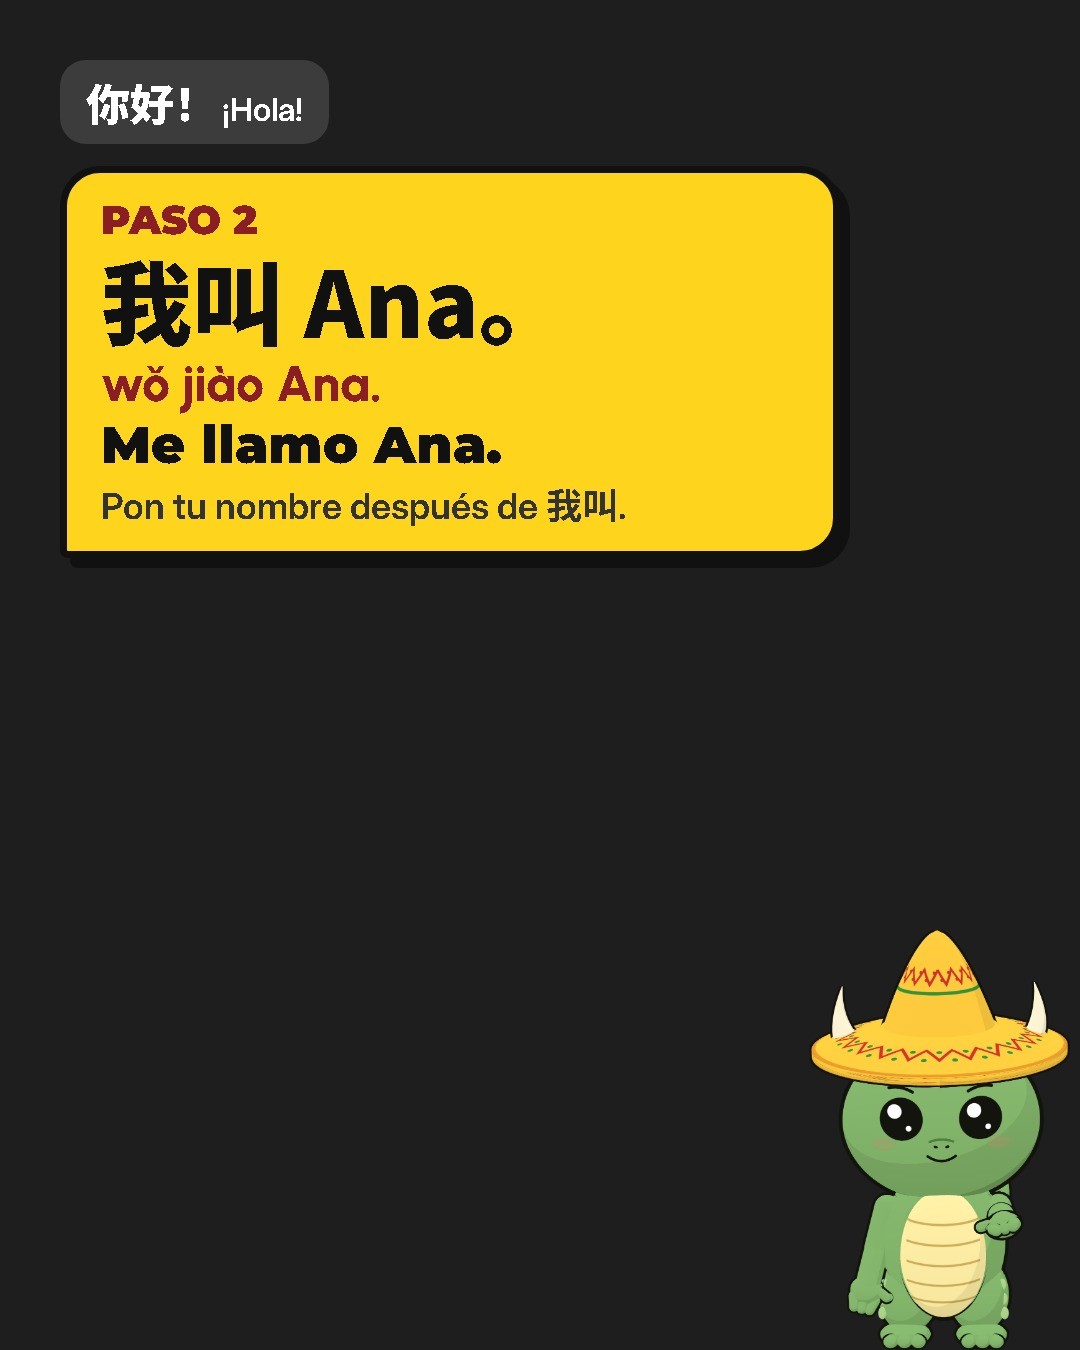 你好！ ¡Hola!
PASO 2
我叫 Ana。
wǒ jiào Ana.
Me llamo Ana.
Pon tu nombre después de 我叫.